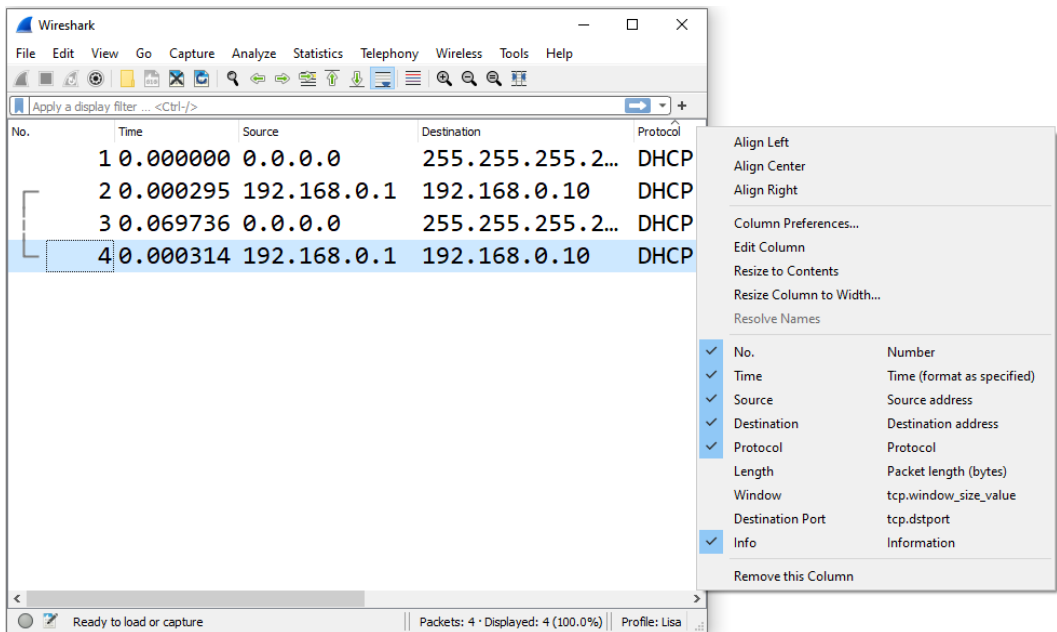 Wireshark
File Edit View Go Capture Analyze Statistics Telephony Wireless Tools Help
Apply a display filter ... <Ctrl-/>
No. Time Source Destination Protocol
1 0.000000 0.0.0.0 255.255.255.2... DHCP
2 0.000295 192.168.0.1 192.168.0.10 DHCP
3 0.069736 0.0.0.0 255.255.255.2... DHCP
4 0.000314 192.168.0.1 192.168.0.10 DHCP
Align Left
Align Center
Align Right
Column Preferences...
Edit Column
Resize to Contents
Resize Column to Width...
Resolve Names
No. Number
Time Time (format as specified)
Source Source address
Destination Destination address
Protocol Protocol
Length Packet length (bytes)
Window tcp.window_size_value
Destination Port tcp.dstport
Info Information
Remove this Column
Ready to load or capture Packets: 4 · Displayed: 4 (100.0%) Profile: Lisa